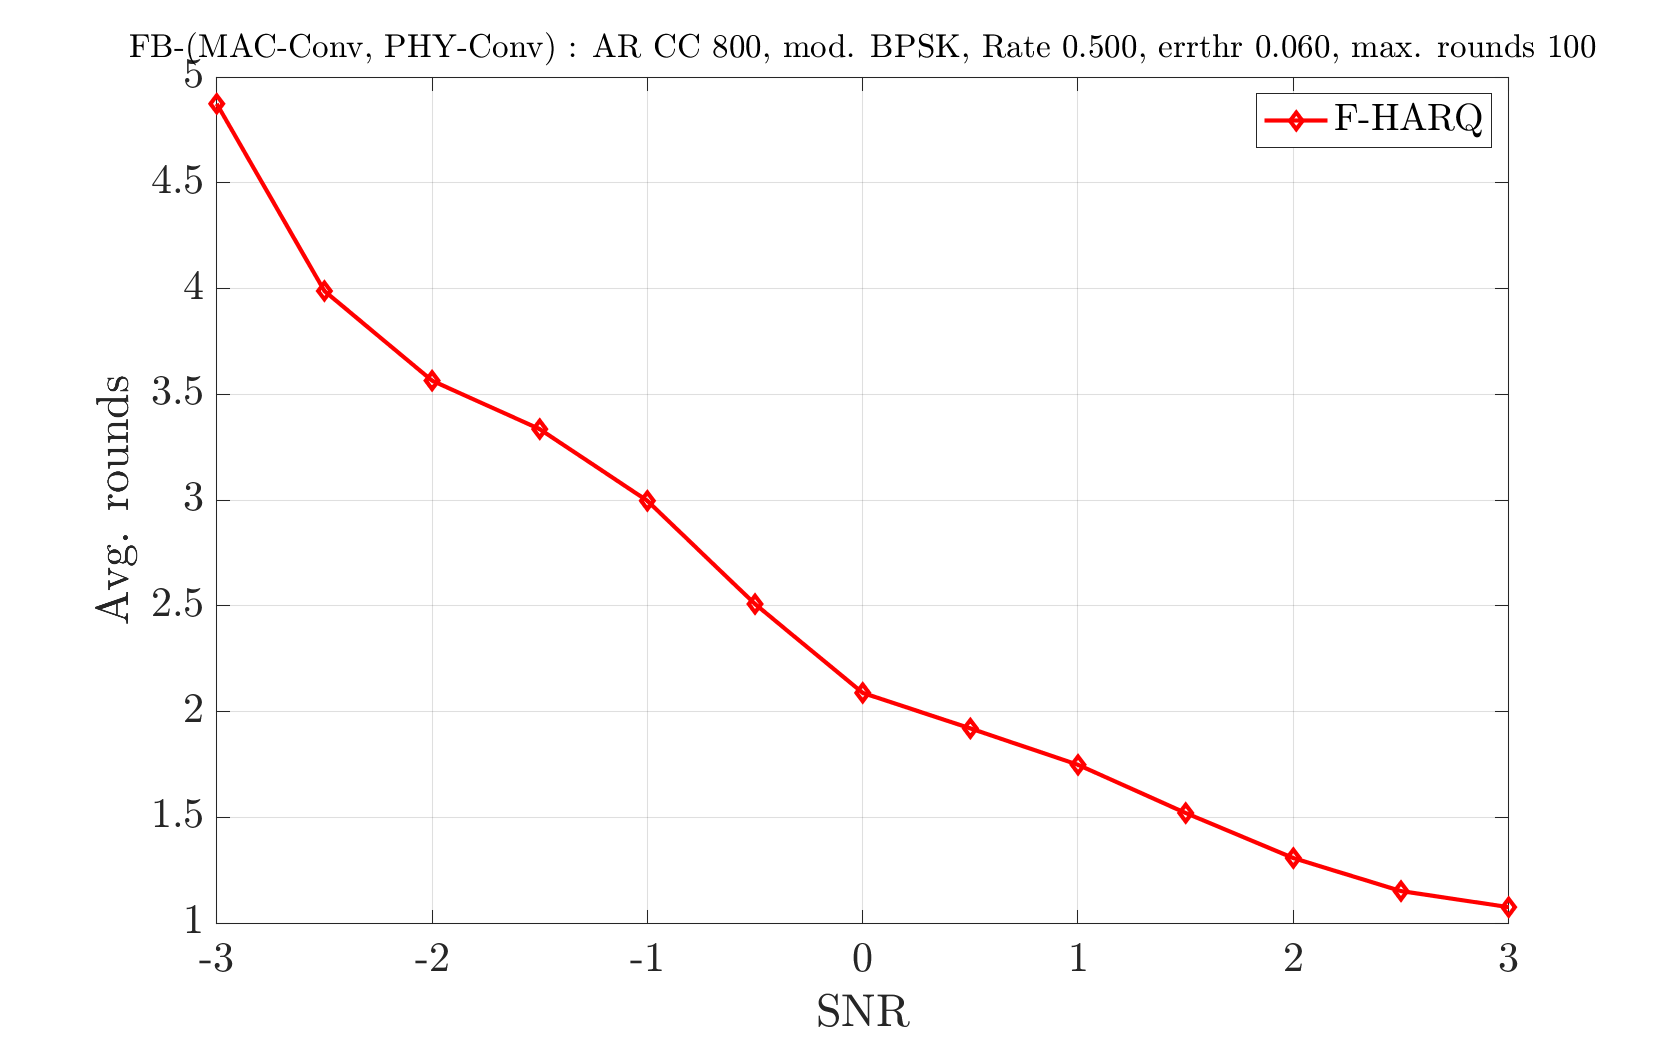 FB-(MAC-Conv, PHY-Conv) : AR CC 800, mod. BPSK, Rate 0.500, errthr 0.060, max. rounds 100
F-HARQ
5
4.5
4
3.5
3
2.5
2
1.5
1
Avg. rounds
-3 -2 -1 0 1 2 3
SNR